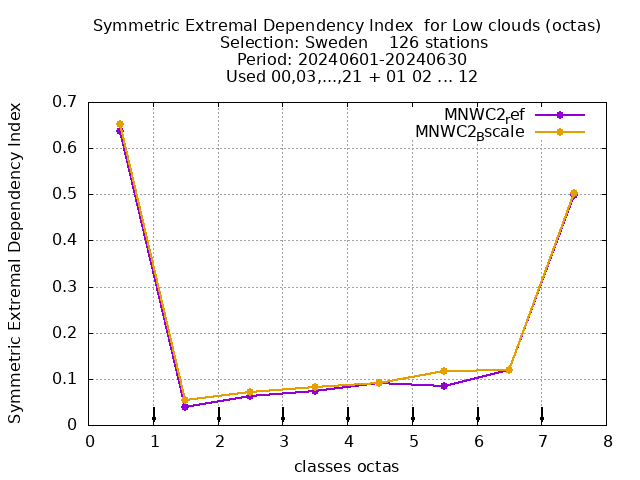 Symmetric Extremal Dependency Index  for Low clouds (octas)
Selection: Sweden    126 stations
Period: 20240601-20240630
Used 00,03,...,21 + 01 02 ... 12
Symmetric Extremal Dependency Index
0.7
0.6
0.5
0.4
0.3
0.2
0.1
0
MNWC2ref
MNWC2Bscale
0 1 2 3 4 5 6 7 8
classes octas